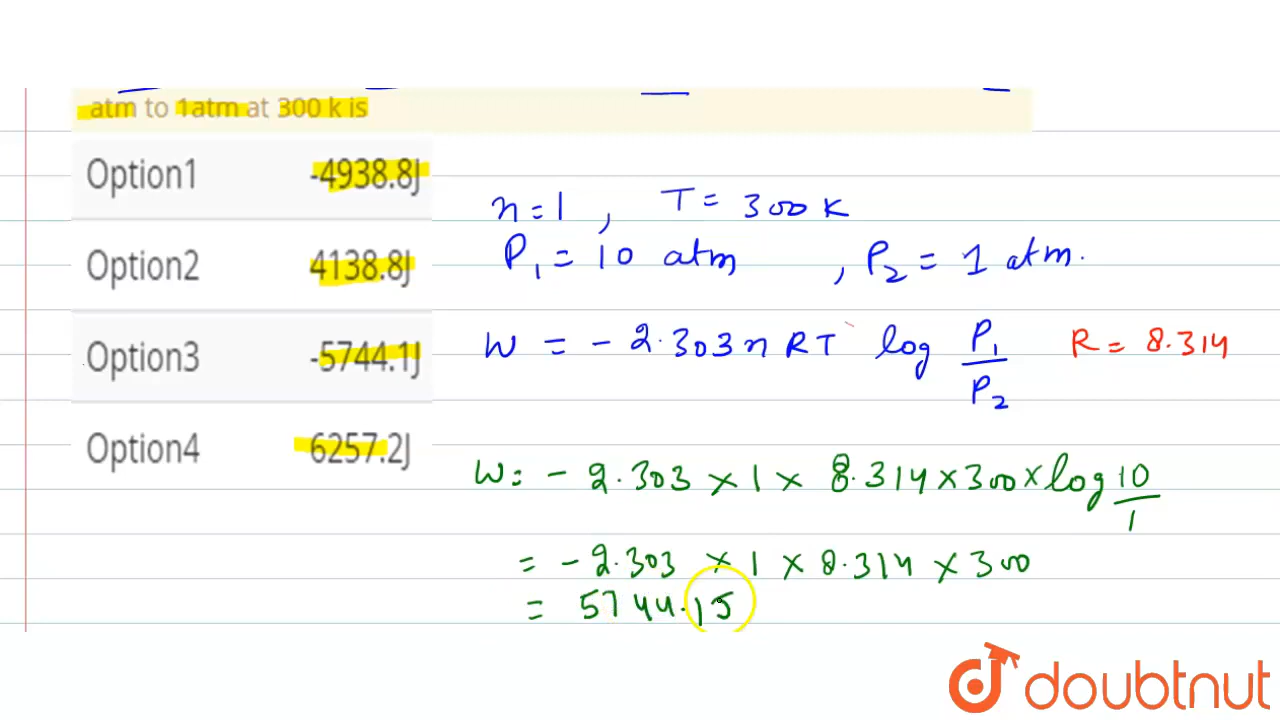 atm to 1atm at 300 k is
Option1 -4938.8J
Option2 4138.8J
Option3 -5744.1J
Option4 6257.2J
n = 1 , T = 300 K
P₁ = 10 atm , P₂ = 1 atm.
W = - 2.303 n R T log P₁/P₂ R = 8.314
W = - 2.303 × 1 × 8.314 × 300 × log 10/1
= - 2.303 × 1 × 8.314 × 300
= 5744.1J
doubtnut